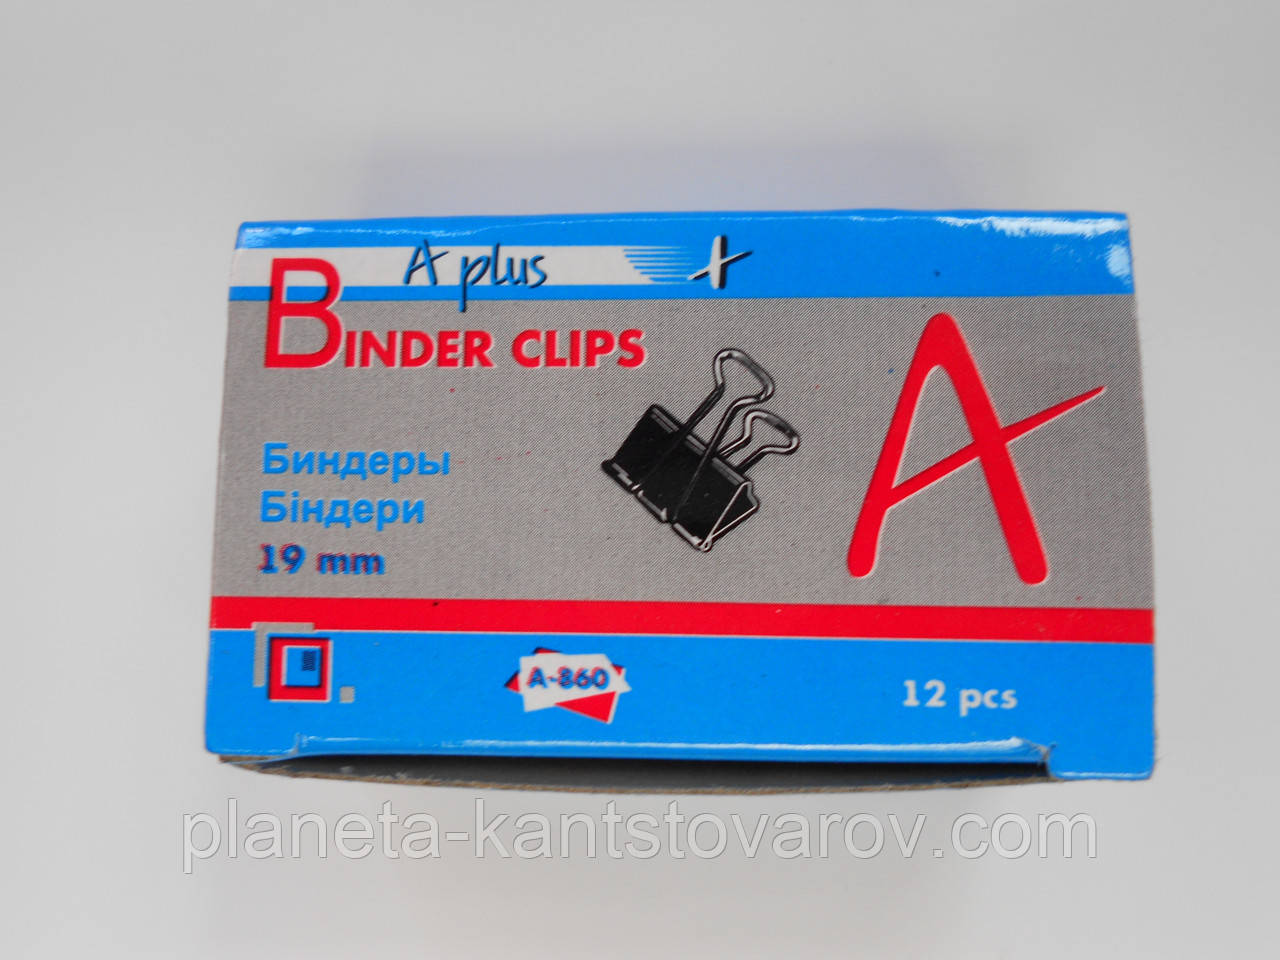 A plus
BINDER CLIPS
Биндеры
Біндери
19 mm
A
A-860
12 pcs
planeta-kantstovarov.com